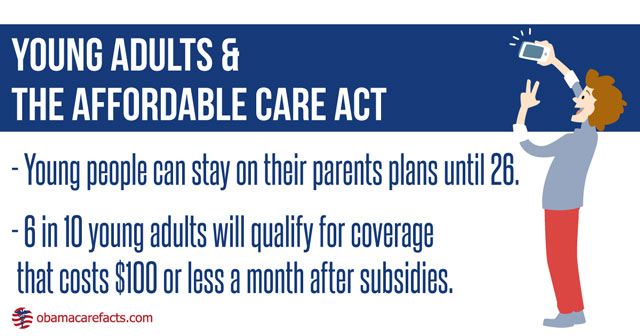 YOUNG ADULTS &
THE AFFORDABLE CARE ACT
- Young people can stay on their parents plans until 26.
- 6 in 10 young adults will qualify for coverage
that costs $100 or less a month after subsidies.
obamacarefacts.com